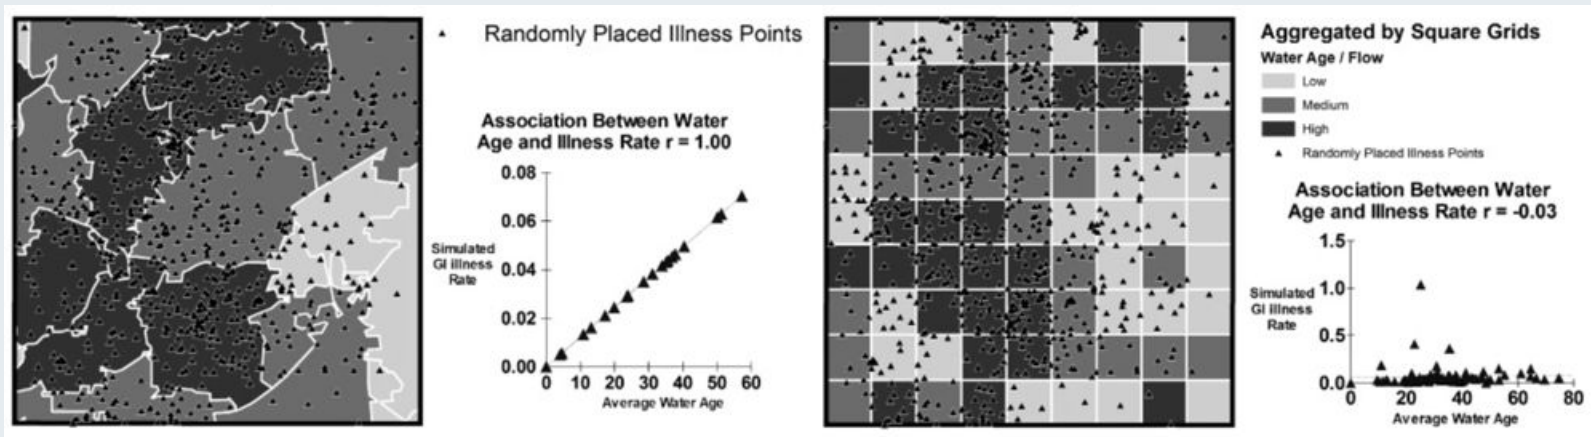 Randomly Placed Illness Points
Association Between Water
Age and Illness Rate r = 1.00
0.08
0.06
0.04
0.02
0.00
Simulated
GI illness
Rate
0 10 20 30 40 50 60
Average Water Age
Aggregated by Square Grids
Water Age / Flow
Low
Medium
High
Randomly Placed Illness Points
Association Between Water
Age and Illness Rate r = -0.03
1.5
1.0
0.5
0.0
Simulated
GI Illness
Rate
0 20 40 60 80
Average Water Age